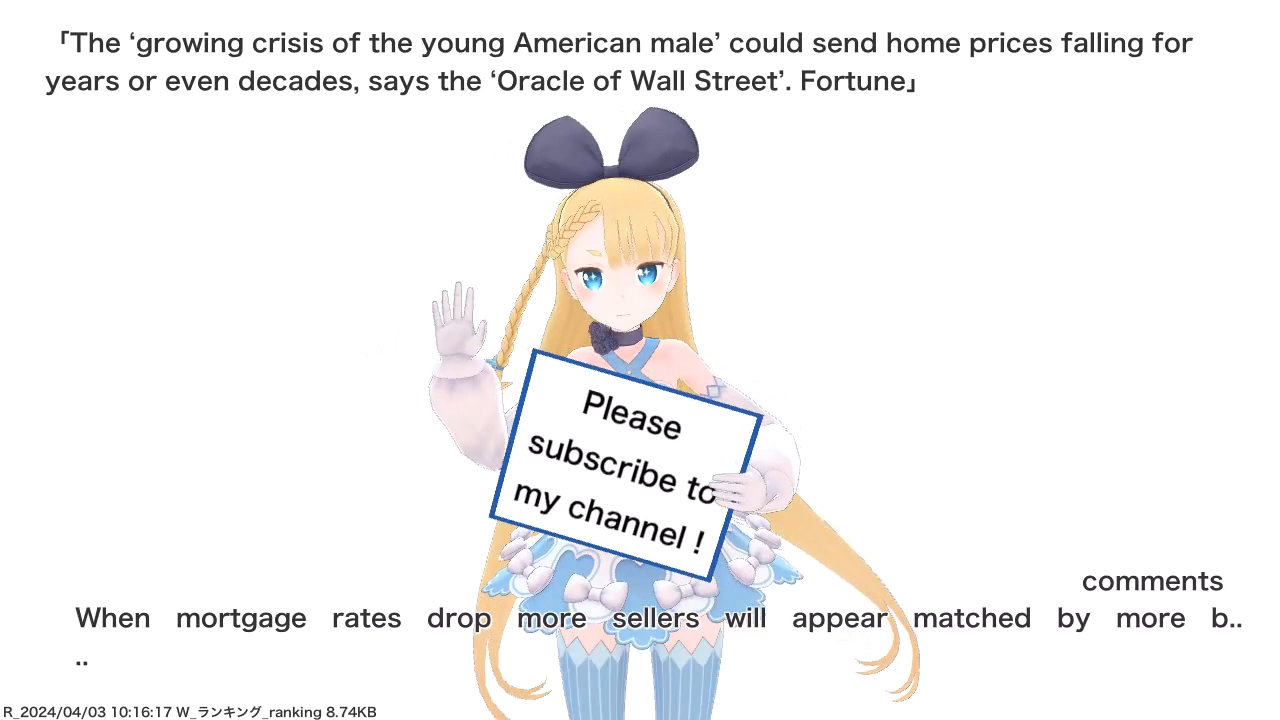 「The ‘growing crisis of the young American male’ could send home prices falling for
years or even decades, says the ‘Oracle of Wall Street’. Fortune」
Please
subscribe to
my channel !
comments
When mortgage rates drop more sellers will appear matched by more b..
..
R_2024/04/03 10:16:17 W_ランキング_ranking 8.74KB